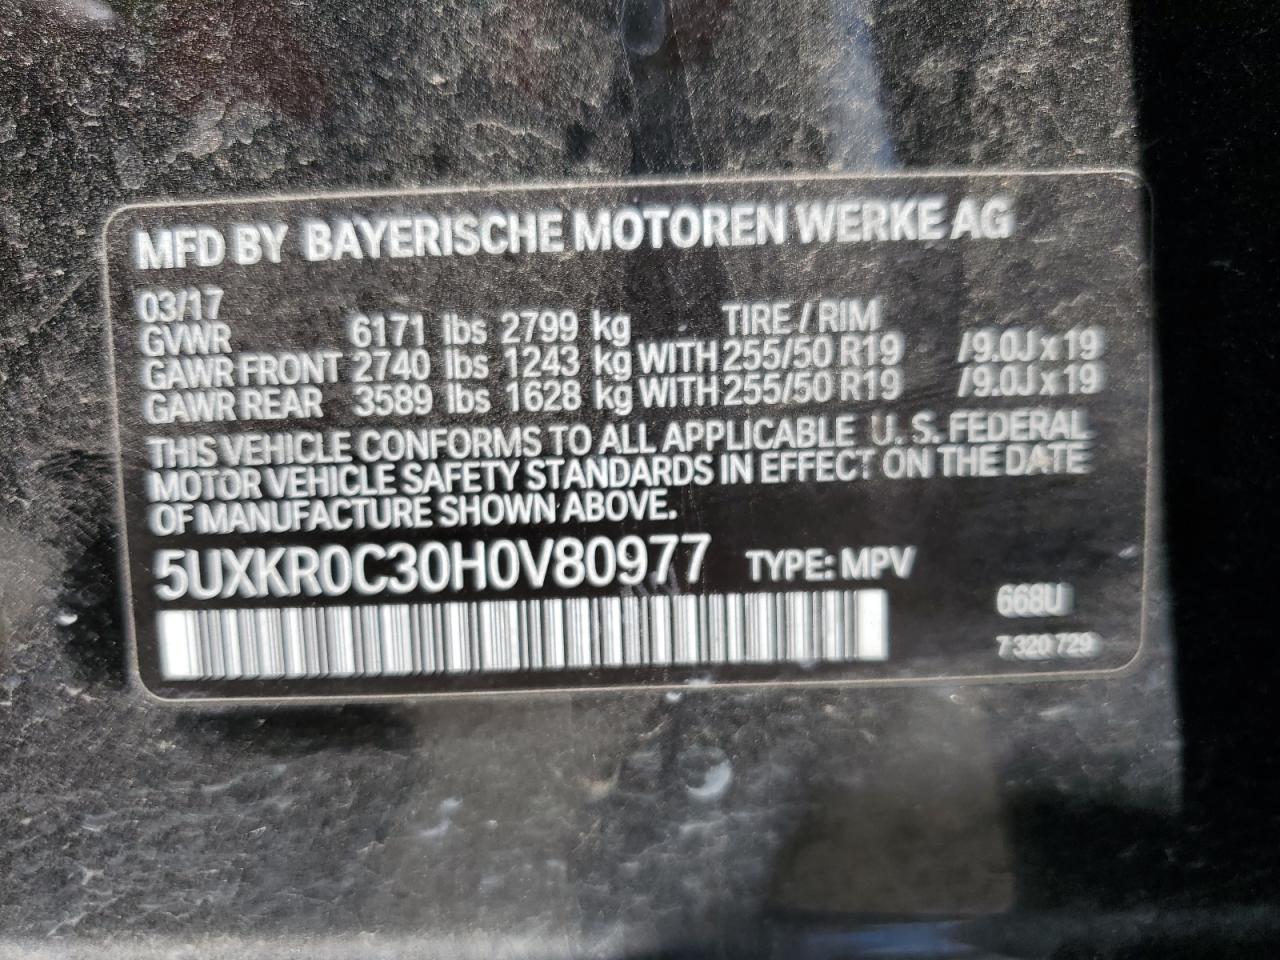 MFD BY BAYERISCHE MOTOREN WERKE AG
03/17
GVWR 6171 lbs 2799 kg TIRE / RIM
GAWR FRONT 2740 lbs 1243 kg WITH 255/50 R19 /9.0J x 19
GAWR REAR 3589 lbs 1628 kg WITH 255/50 R19 /9.0J x 19
THIS VEHICLE CONFORMS TO ALL APPLICABLE U. S. FEDERAL
MOTOR VEHICLE SAFETY STANDARDS IN EFFECT ON THE DATE
OF MANUFACTURE SHOWN ABOVE.
5UXKR0C30H0V80977 TYPE: MPV
668U
7 320 729